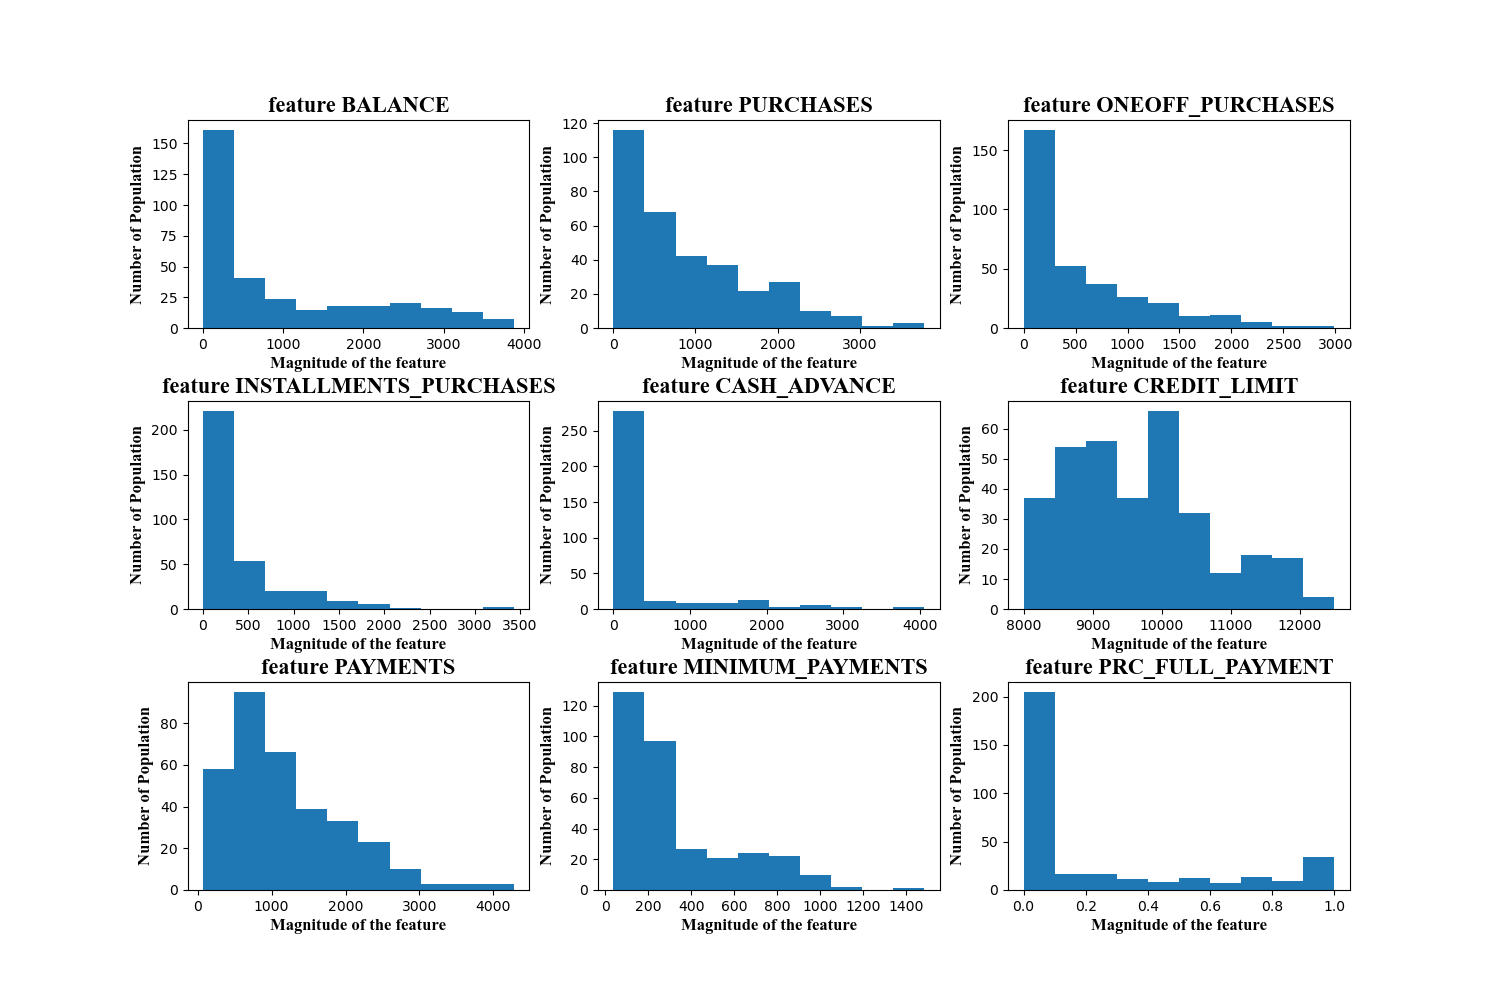 feature BALANCE
Number of Population
150
125
100
75
50
25
0
0 1000 2000 3000 4000
Magnitude of the feature
feature PURCHASES
Number of Population
120
100
80
60
40
20
0
0 1000 2000 3000
Magnitude of the feature
feature ONEOFF_PURCHASES
Number of Population
150
100
50
0
0 500 1000 1500 2000 2500 3000
Magnitude of the feature
feature INSTALLMENTS_PURCHASES
Number of Population
200
150
100
50
0
0 500 1000 1500 2000 2500 3000 3500
Magnitude of the feature
feature CASH_ADVANCE
Number of Population
250
200
150
100
50
0
0 1000 2000 3000 4000
Magnitude of the feature
feature CREDIT_LIMIT
Number of Population
60
50
40
30
20
10
0
8000 9000 10000 11000 12000
Magnitude of the feature
feature PAYMENTS
Number of Population
80
60
40
20
0
0 1000 2000 3000 4000
Magnitude of the feature
feature MINIMUM_PAYMENTS
Number of Population
120
100
80
60
40
20
0
0 200 400 600 800 1000 1200 1400
Magnitude of the feature
feature PRC_FULL_PAYMENT
Number of Population
200
150
100
50
0
0.0 0.2 0.4 0.6 0.8 1.0
Magnitude of the feature